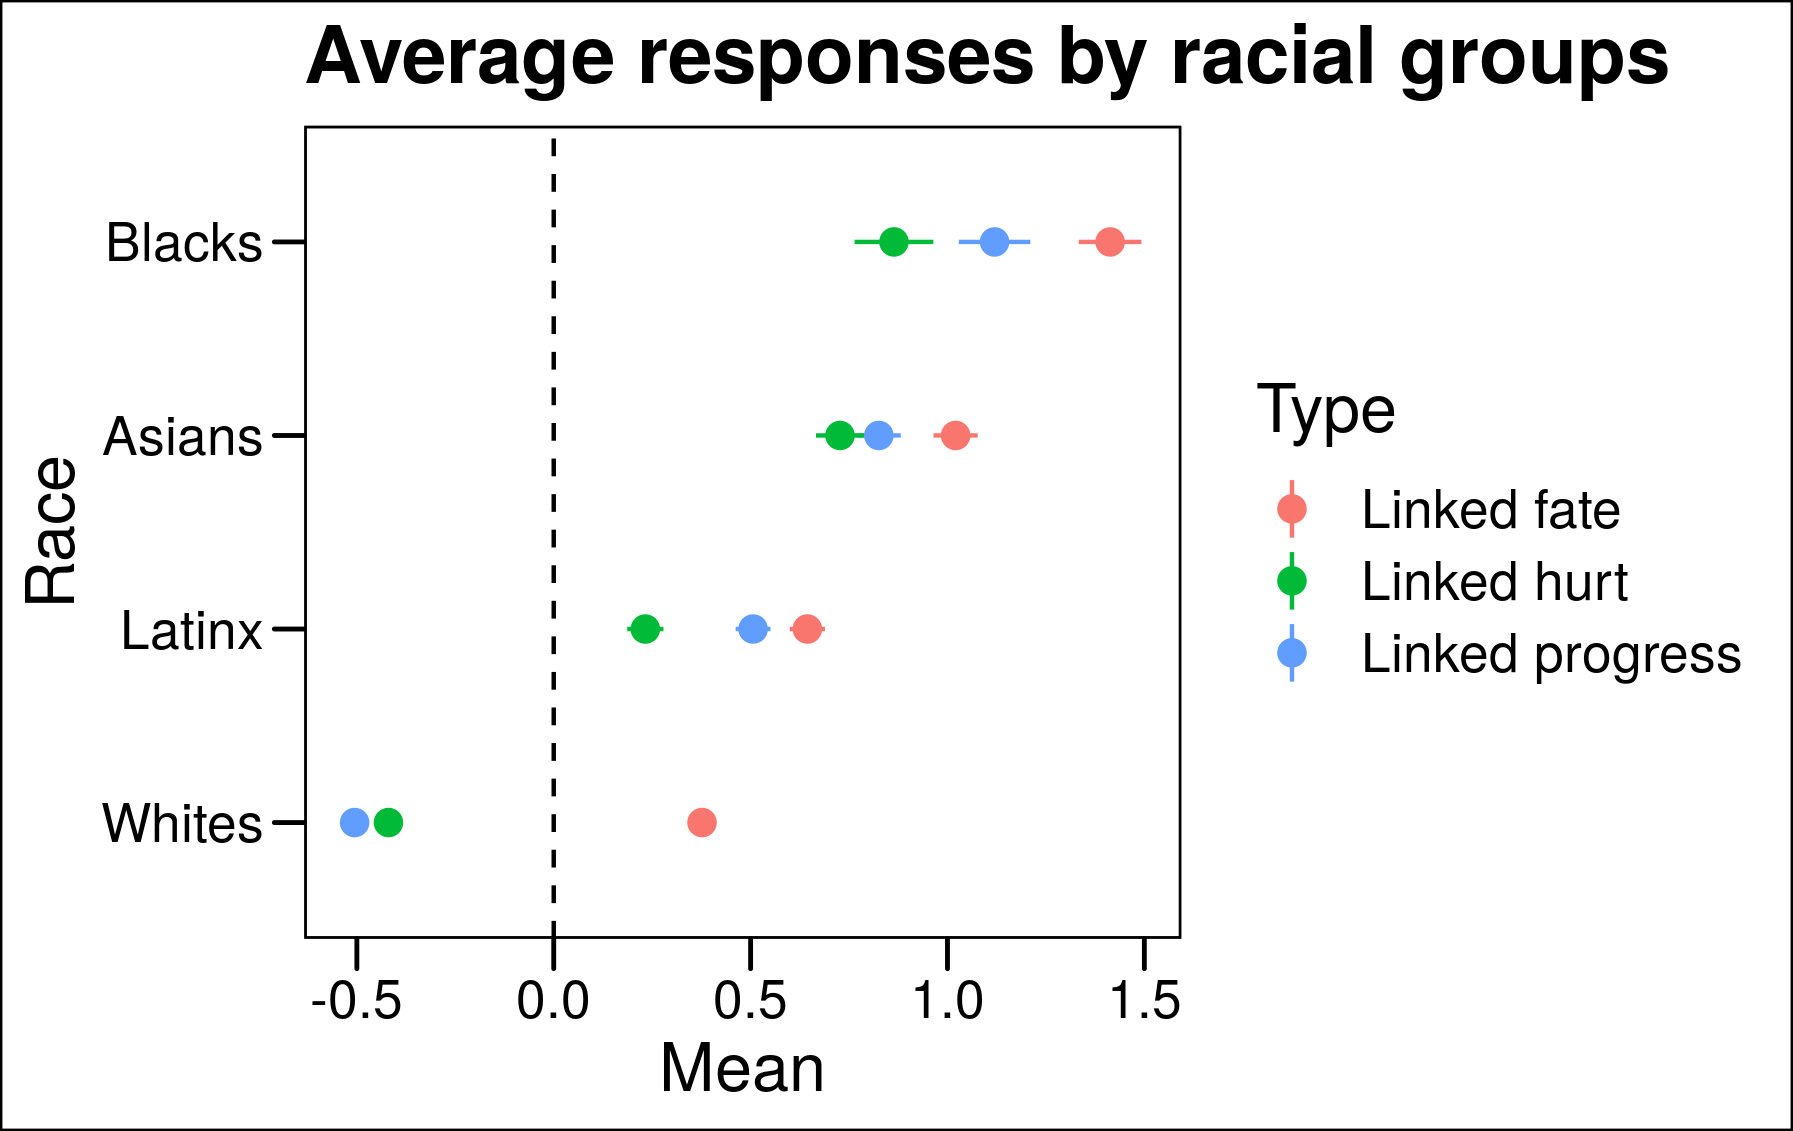 Average responses by racial groups
Race
Blacks
Asians
Latinx
Whites
-0.5 0.0 0.5 1.0 1.5
Mean
Type
Linked fate
Linked hurt
Linked progress